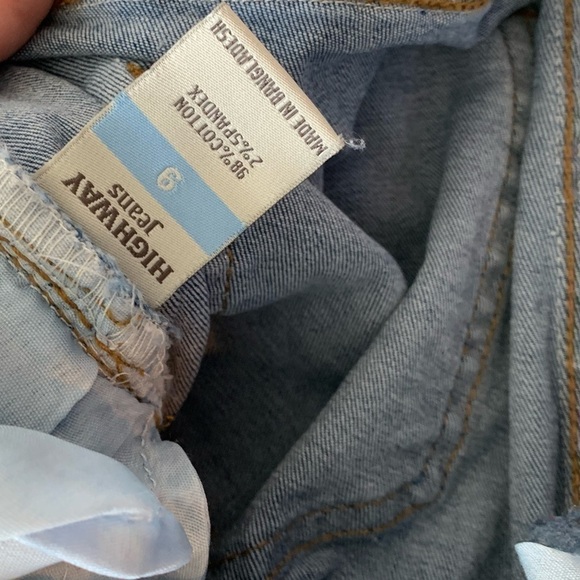 HIGHWAY
Jeans
9
98% COTTON
2% SPANDEX
MADE IN BANGLADESH